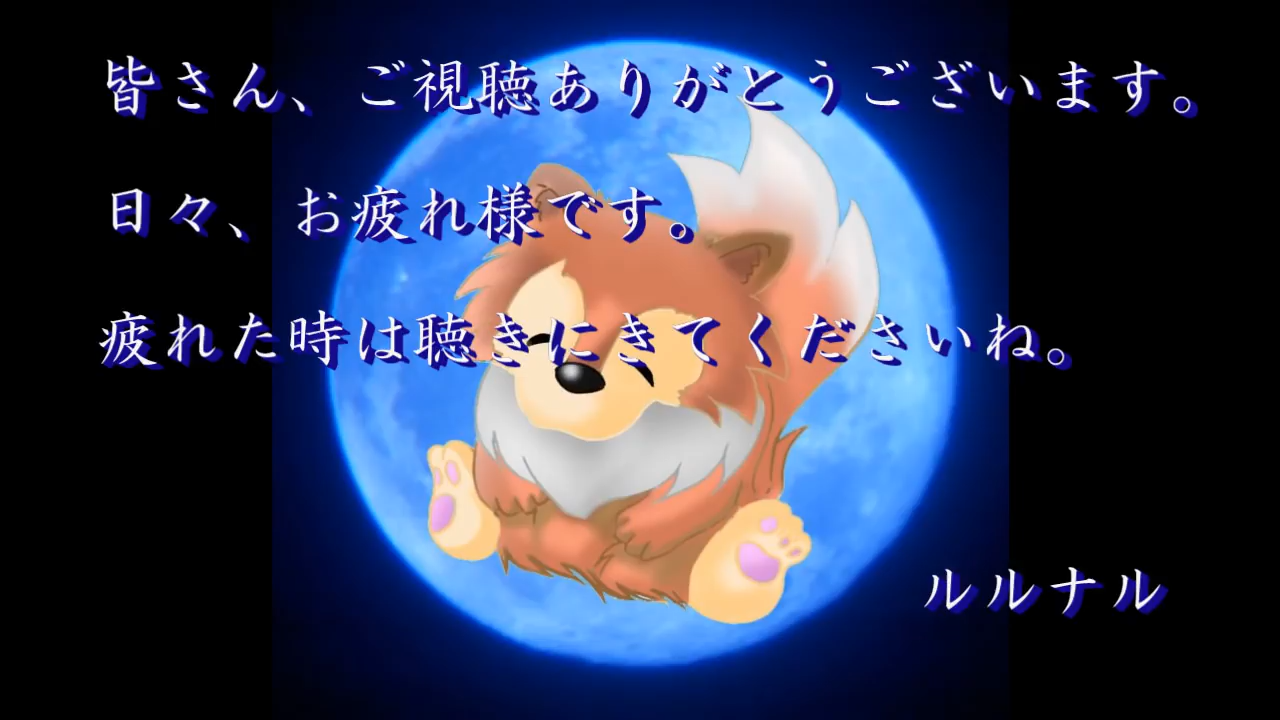 皆さん、ご視聴ありがとうございます。
日々、お疲れ様です。
疲れた時は聴きにきてくださいね。
ルルナル